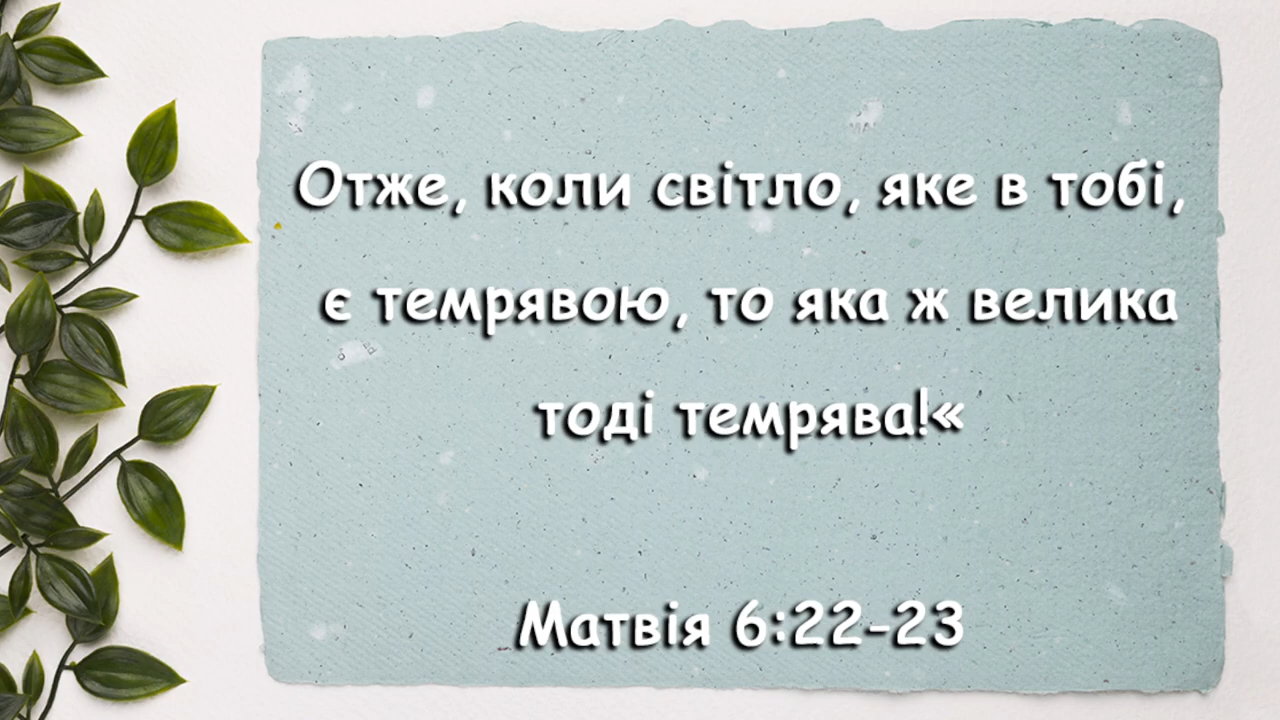 Отже, коли світло, яке в тобі,
є темрявою, то яка ж велика
тоді темрява!«
Матвія 6:22-23